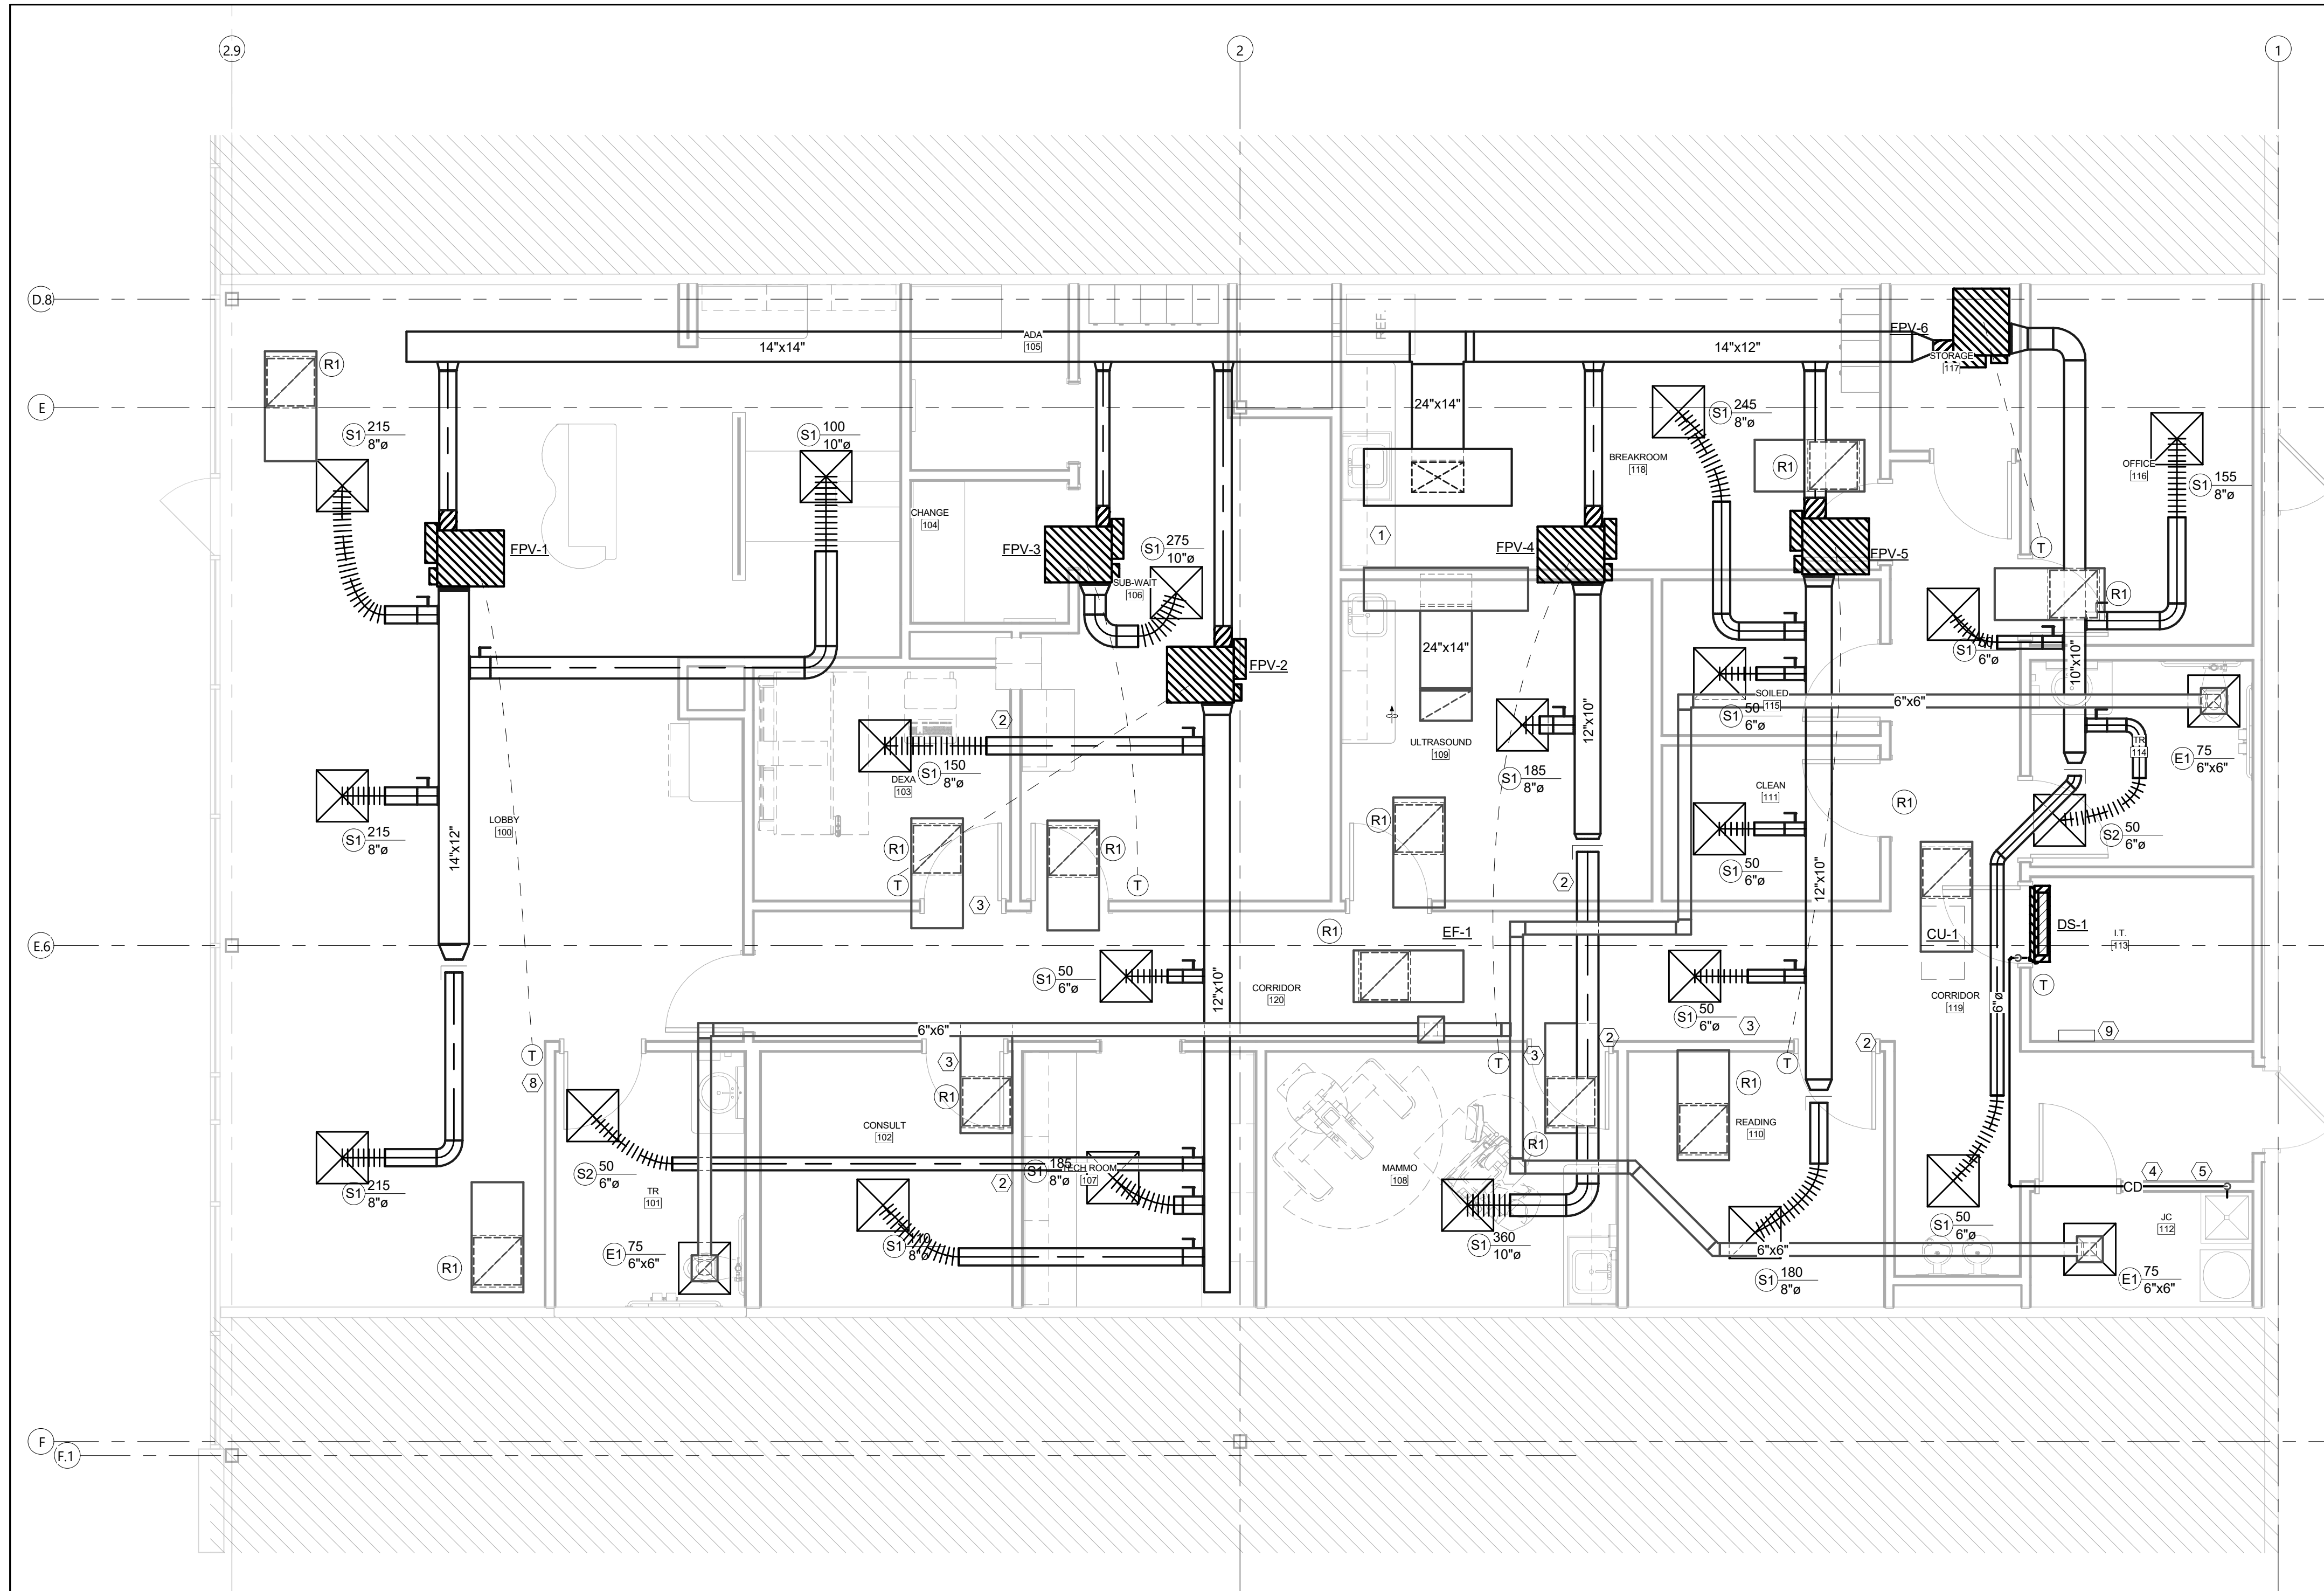 2.9
2
1
D.8
E
E.6
F
F.1
14"x14"
ADA
105
REF.
14"x12"
FPV-6
STORAGE
117
R1
S1 215
8"ø
S1 100
10"ø
24"x14"
S1 245
8"ø
BREAKROOM
118
R1
OFFICE
116
S1 155
8"ø
CHANGE
104
FPV-1
FPV-3
S1 275
10"ø
SUB-WAIT
106
1
FPV-4
FPV-5
T
R1
S1
6"ø
FPV-2
24"x14"
12"x10"
10"x10"
SOILED
115
S1 50
6"ø
6"x6"
2
DEXA
103
S1 150
8"ø
ULTRASOUND
109
S1 185
8"ø
TR
114
E1 75
6"x6"
LOBBY
100
14"x12"
S1 215
8"ø
R1
T
R1
T
R1
2
CLEAN
111
S1 50
6"ø
12"x10"
R1
S2 50
6"ø
3
R1
EF-1
CU-1
DS-1
I.T.
113
T
S1 50
6"ø
12"x10"
CORRIDOR
120
S1 50
6"ø
3
CORRIDOR
119
6"ø
9
6"x6"
T
8
3
R1
T
3
2
T
2
R1
CONSULT
102
S2 50
6"ø
TR
101
2
S1 185
8"ø
TECH ROOM
107
MAMMO
108
R1
READING
110
4
5
CD
S1 215
8"ø
R1
E1 75
6"x6"
S1
8"ø
S1 360
10"ø
6"x6"
S1 180
8"ø
S1 50
6"ø
JC
112
E1 75
6"x6"